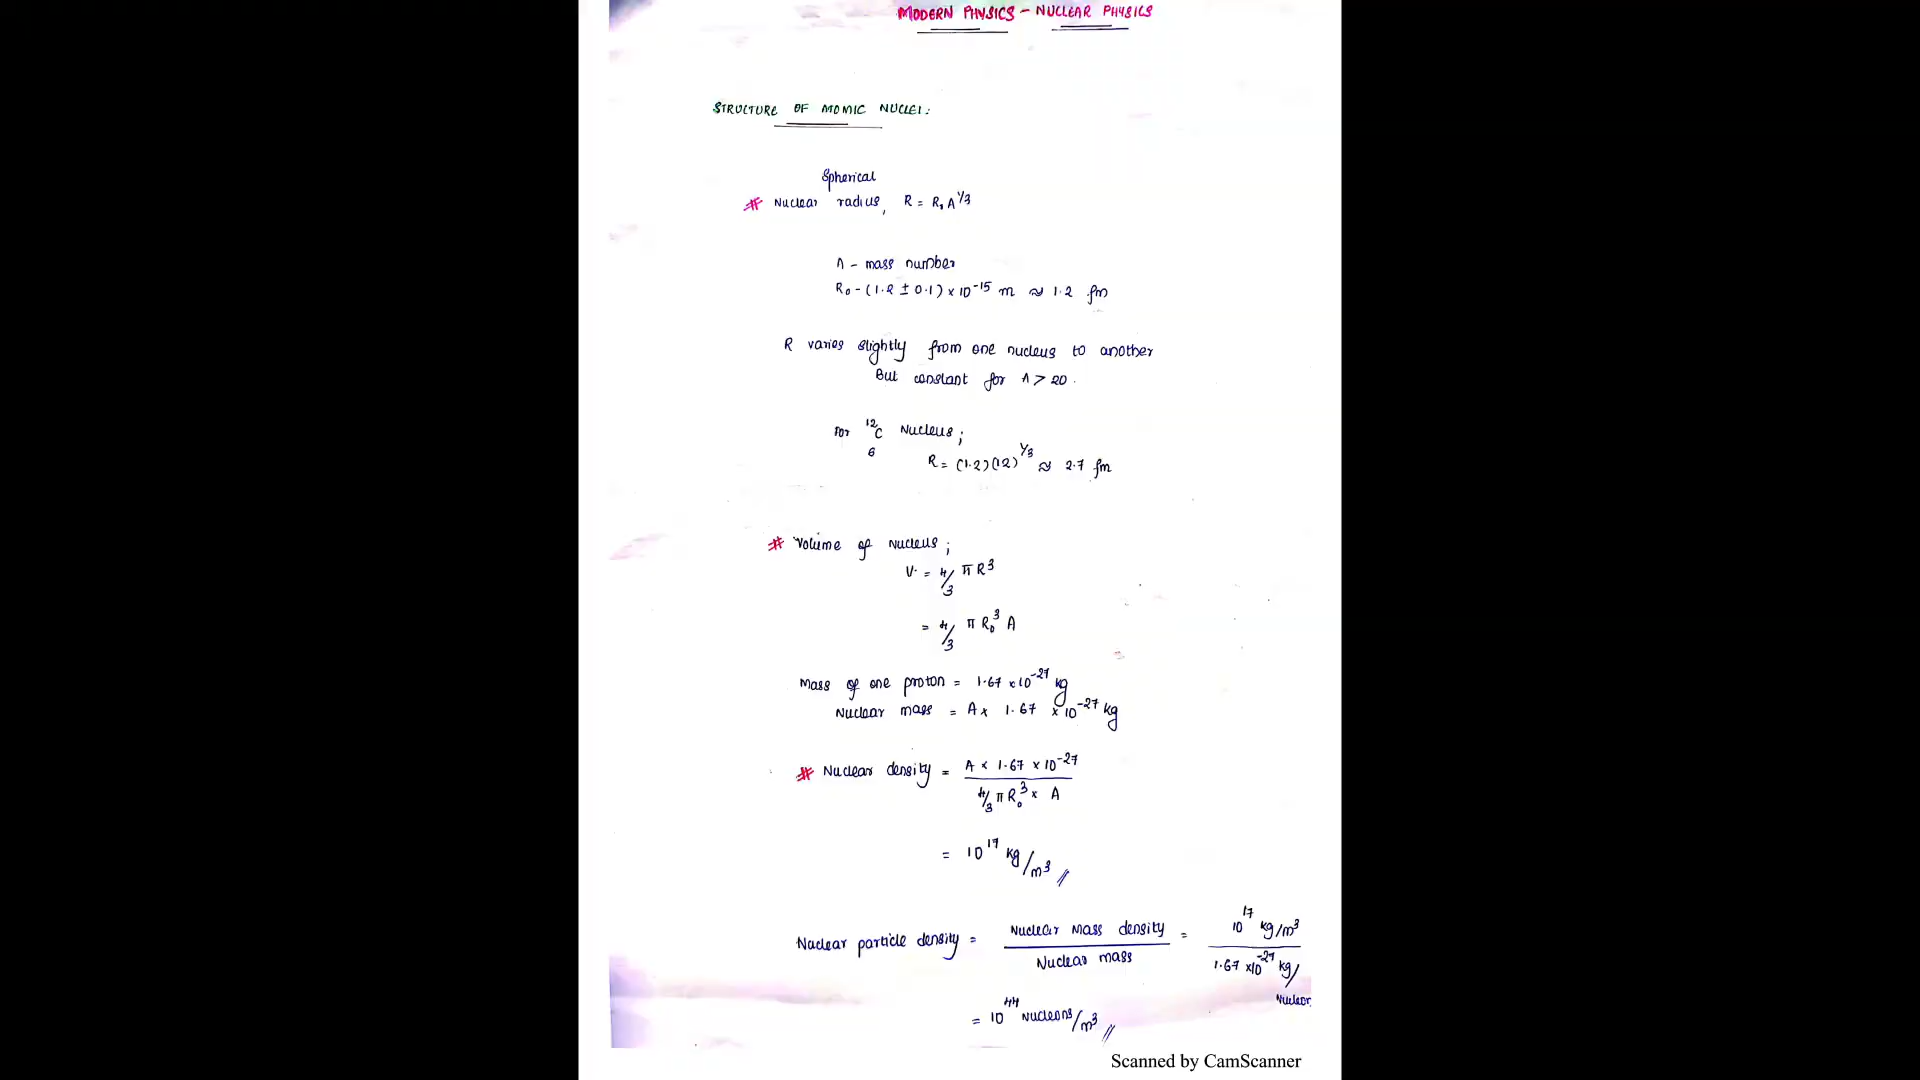 MODERN PHYSICS - NUCLEAR PHYSICS
STRUCTURE OF ATOMIC NUCLEI:
Spherical
# Nuclear radius, R = R₀ A^1/3
A - mass number
R₀ - (1.2 ± 0.1) × 10^-15 m ≈ 1.2 fm
R varies slightly from one nucleus to another
But constant for A > 20.
For ¹²₆C Nucleus;
R = (1.2)(12)^1/3 ≈ 2.7 fm
# Volume of Nucleus;
V = 4/3 π R³
= 4/3 π R₀³ A
Mass of one proton = 1.67 × 10^-27 kg
Nuclear mass = A × 1.67 × 10^-27 kg
# Nuclear density = A × 1.67 × 10^-27
4/3 π R₀³ × A
= 10^17 kg/m³ //
Nuclear particle density = Nuclear mass density / Nuclear mass = 10^17 kg/m³ / 1.67 × 10^-27 kg/
Nucleon
= 10^44 Nucleons/m³ //
Scanned by CamScanner